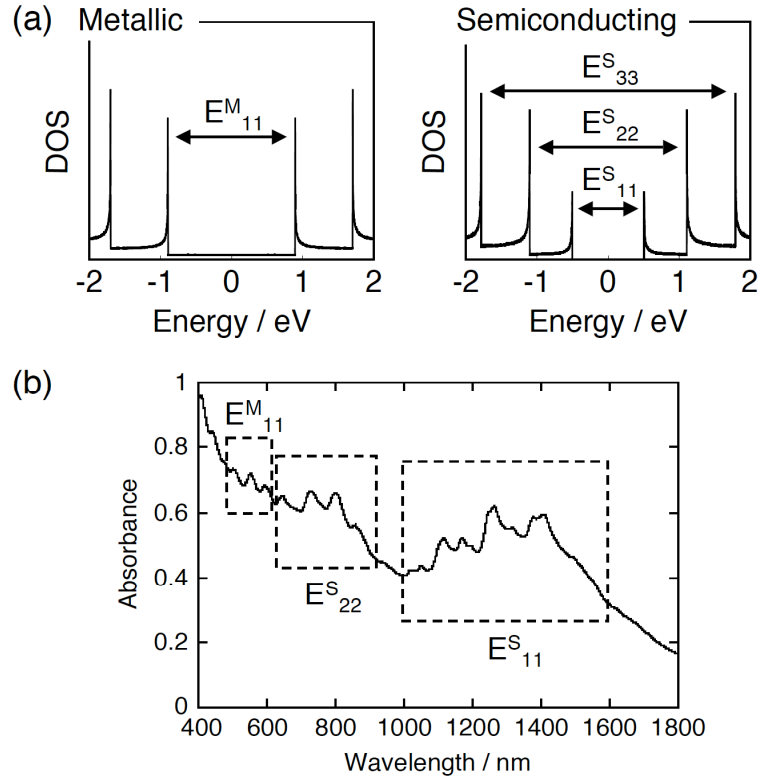 (a) Metallic Semiconducting
E^S_33
E^M_11
E^S_22
E^S_11
DOS DOS
-2 -1 0 1 2 -2 -1 0 1 2
Energy / eV Energy / eV
(b)
1
E^M_11
0.8
0.6
Absorbance
0.4
E^S_22
E^S_11
0.2
0
400 600 800 1000 1200 1400 1600 1800
Wavelength / nm